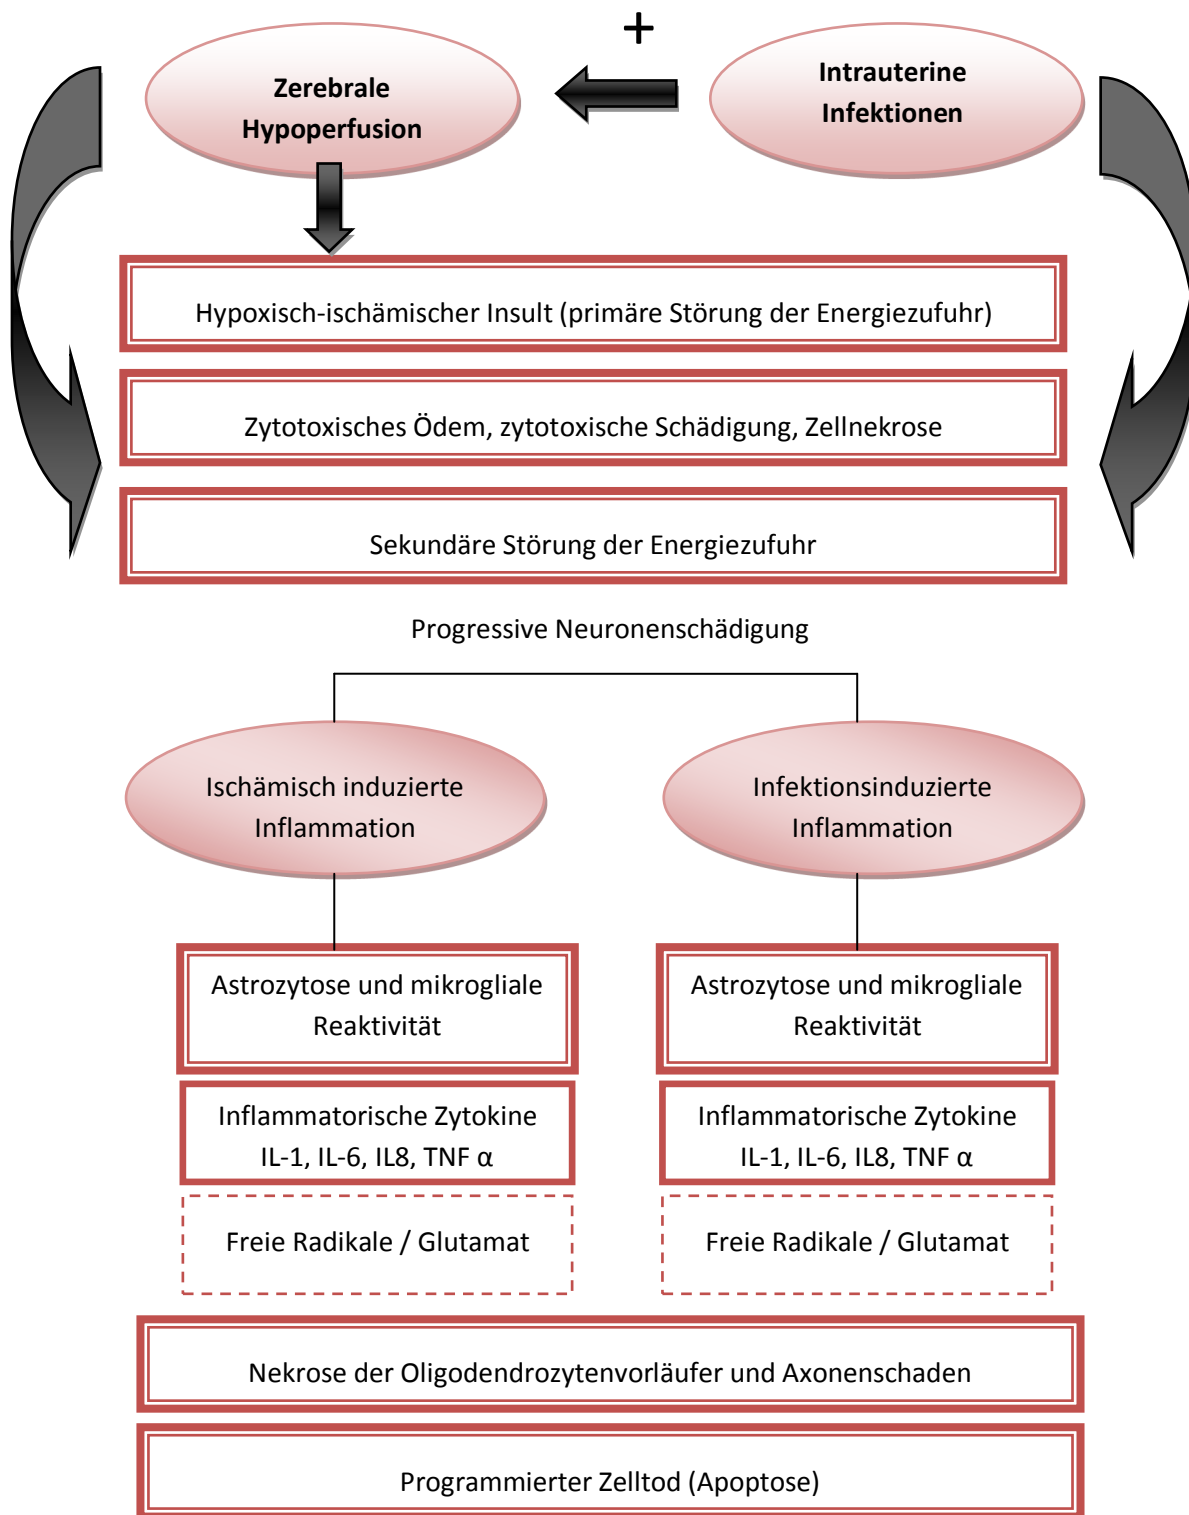 +
Zerebrale
Hypoperfusion
Intrauterine
Infektionen
Hypoxisch-ischämischer Insult (primäre Störung der Energiezufuhr)
Zytotoxisches Ödem, zytotoxische Schädigung, Zellnekrose
Sekundäre Störung der Energiezufuhr
Progressive Neuronenschädigung
Ischämisch induzierte
Inflammation
Infektionsinduzierte
Inflammation
Astrozytose und mikrogliale
Reaktivität
Astrozytose und mikrogliale
Reaktivität
Inflammatorische Zytokine
IL-1, IL-6, IL8, TNF α
Inflammatorische Zytokine
IL-1, IL-6, IL8, TNF α
Freie Radikale / Glutamat
Freie Radikale / Glutamat
Nekrose der Oligodendrozytenvorläufer und Axonenschaden
Programmierter Zelltod (Apoptose)